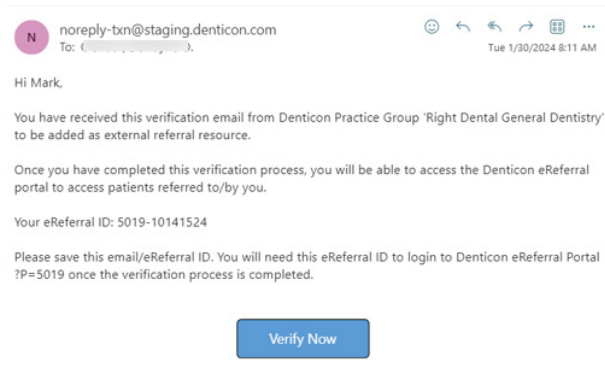 N
noreply-txn@staging.denticon.com
To:
Tue 1/30/2024 8:11 AM
Hi Mark,
You have received this verification email from Denticon Practice Group 'Right Dental General Dentistry'
to be added as external referral resource.
Once you have completed this verification process, you will be able to access the Denticon eReferral
portal to access patients referred to/by you.
Your eReferral ID: 5019-10141524
Please save this email/eReferral ID. You will need this eReferral ID to login to Denticon eReferral Portal
?P=5019 once the verification process is completed.
Verify Now